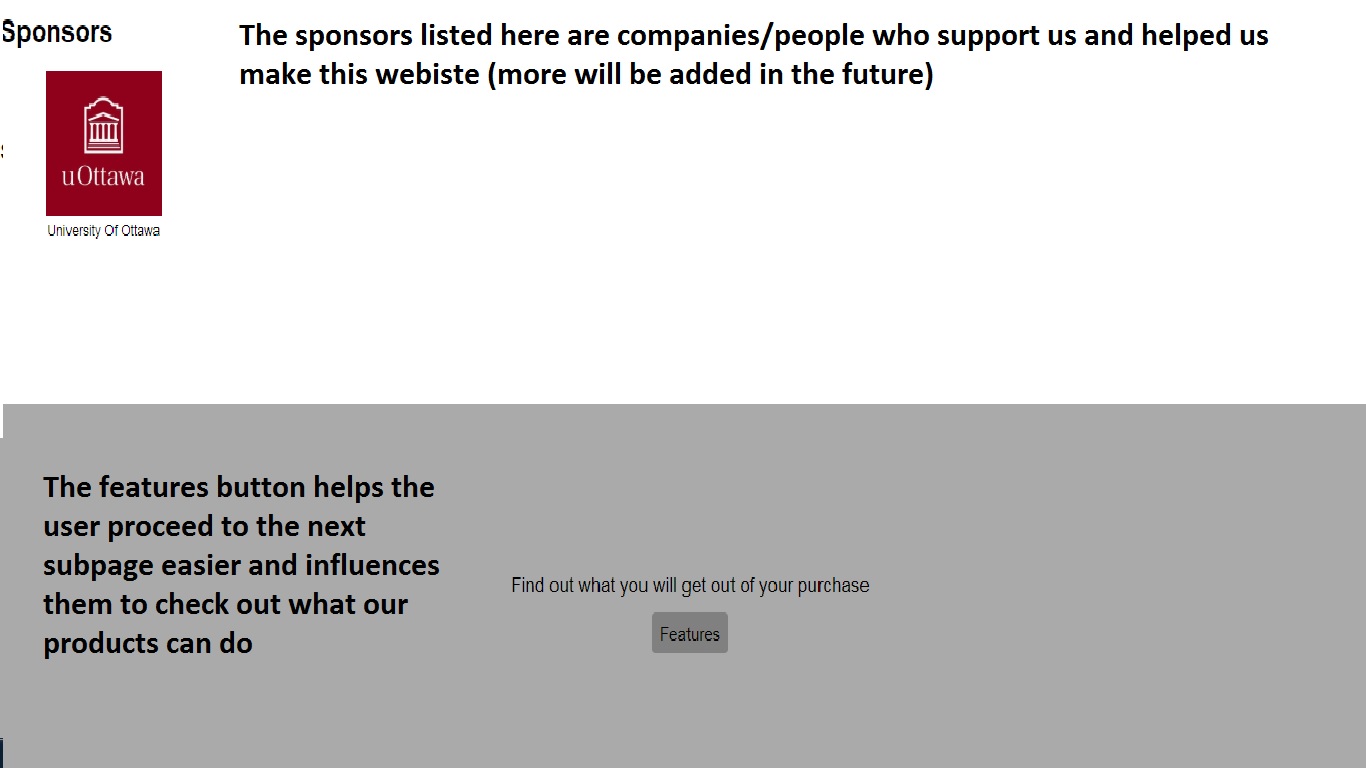 Sponsors
The sponsors listed here are companies/people who support us and helped us
make this webiste (more will be added in the future)
uOttawa
University Of Ottawa
The features button helps the
user proceed to the next
subpage easier and influences
them to check out what our
products can do
Find out what you will get out of your purchase
Features